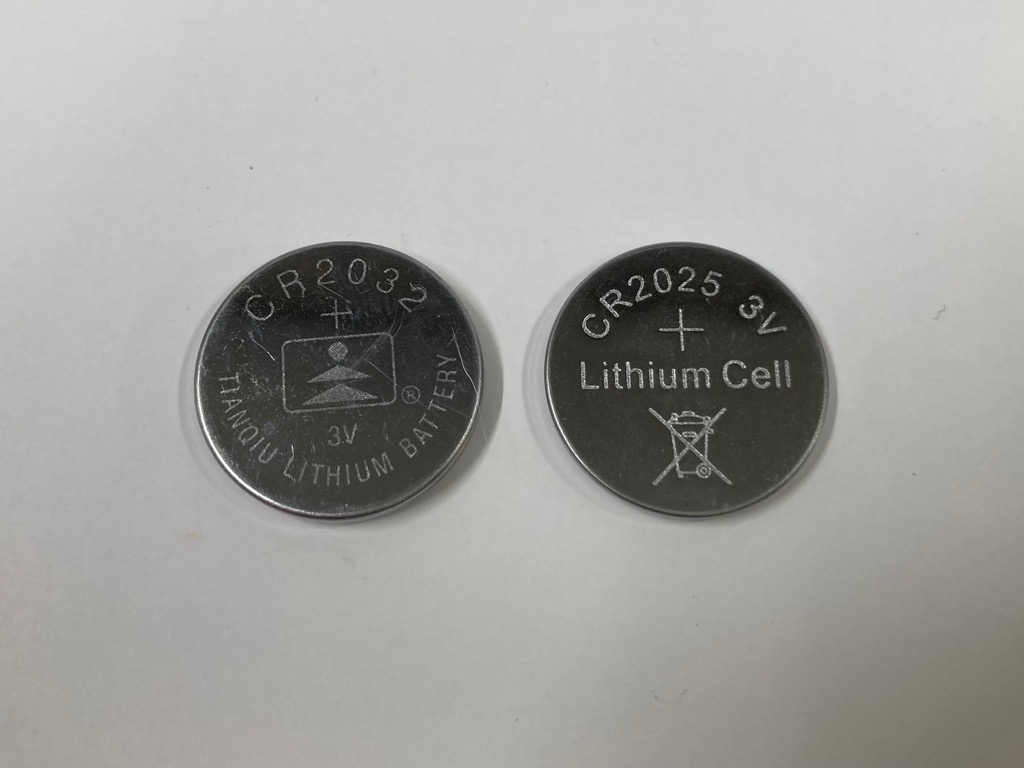 CR2032
+
®
3V
TIANQIU LITHIUM BATTERY
CR2025 3V
+
Lithium Cell